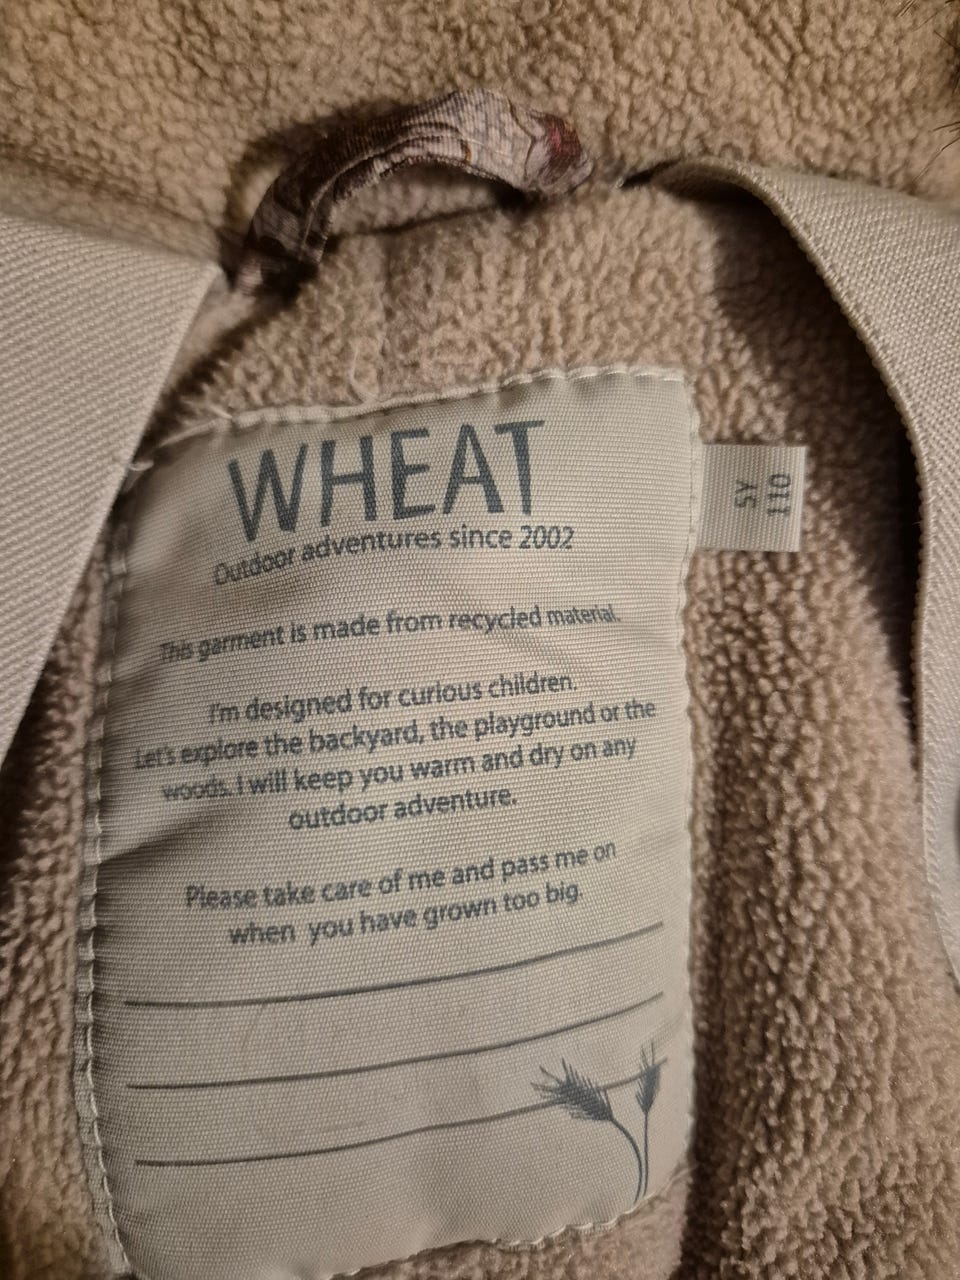 WHEAT
Outdoor adventures since 2002
5Y
110
This garment is made from recycled material.
I'm designed for curious children.
Let's explore the backyard, the playground or the
woods. I will keep you warm and dry on any
outdoor adventure.
Please take care of me and pass me on
when you have grown too big.